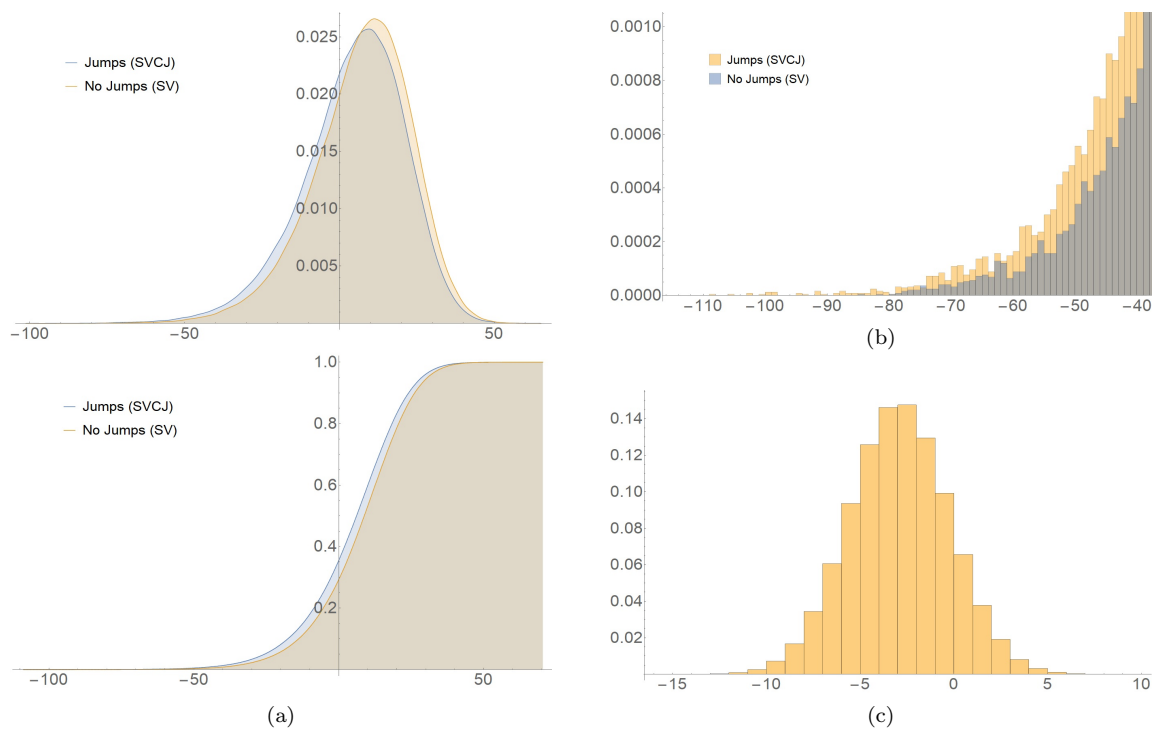 0.025
Jumps (SVCJ)
No Jumps (SV)
0.020
0.015
0.010
0.005
−100 −50 50
1.0
Jumps (SVCJ)
No Jumps (SV)
0.8
0.6
0.4
0.2
−100 −50 50
(a)
0.0010
Jumps (SVCJ)
No Jumps (SV)
0.0008
0.0006
0.0004
0.0002
0.0000
−110 −100 −90 −80 −70 −60 −50 −40
(b)
0.14
0.12
0.10
0.08
0.06
0.04
0.02
−15 −10 −5 0 5 10
(c)